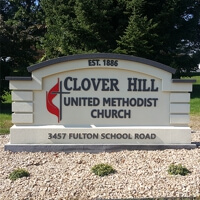 EST. 1886
CLOVER HILL
UNITED METHODIST
CHURCH
3457 FULTON SCHOOL ROAD